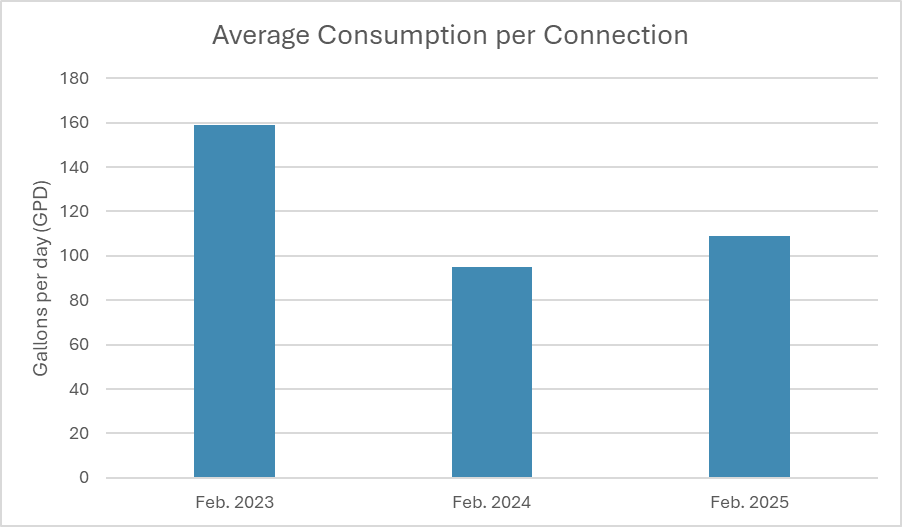 Average Consumption per Connection
Gallons per day (GPD)
180
160
140
120
100
80
60
40
20
0
Feb. 2023
Feb. 2024
Feb. 2025